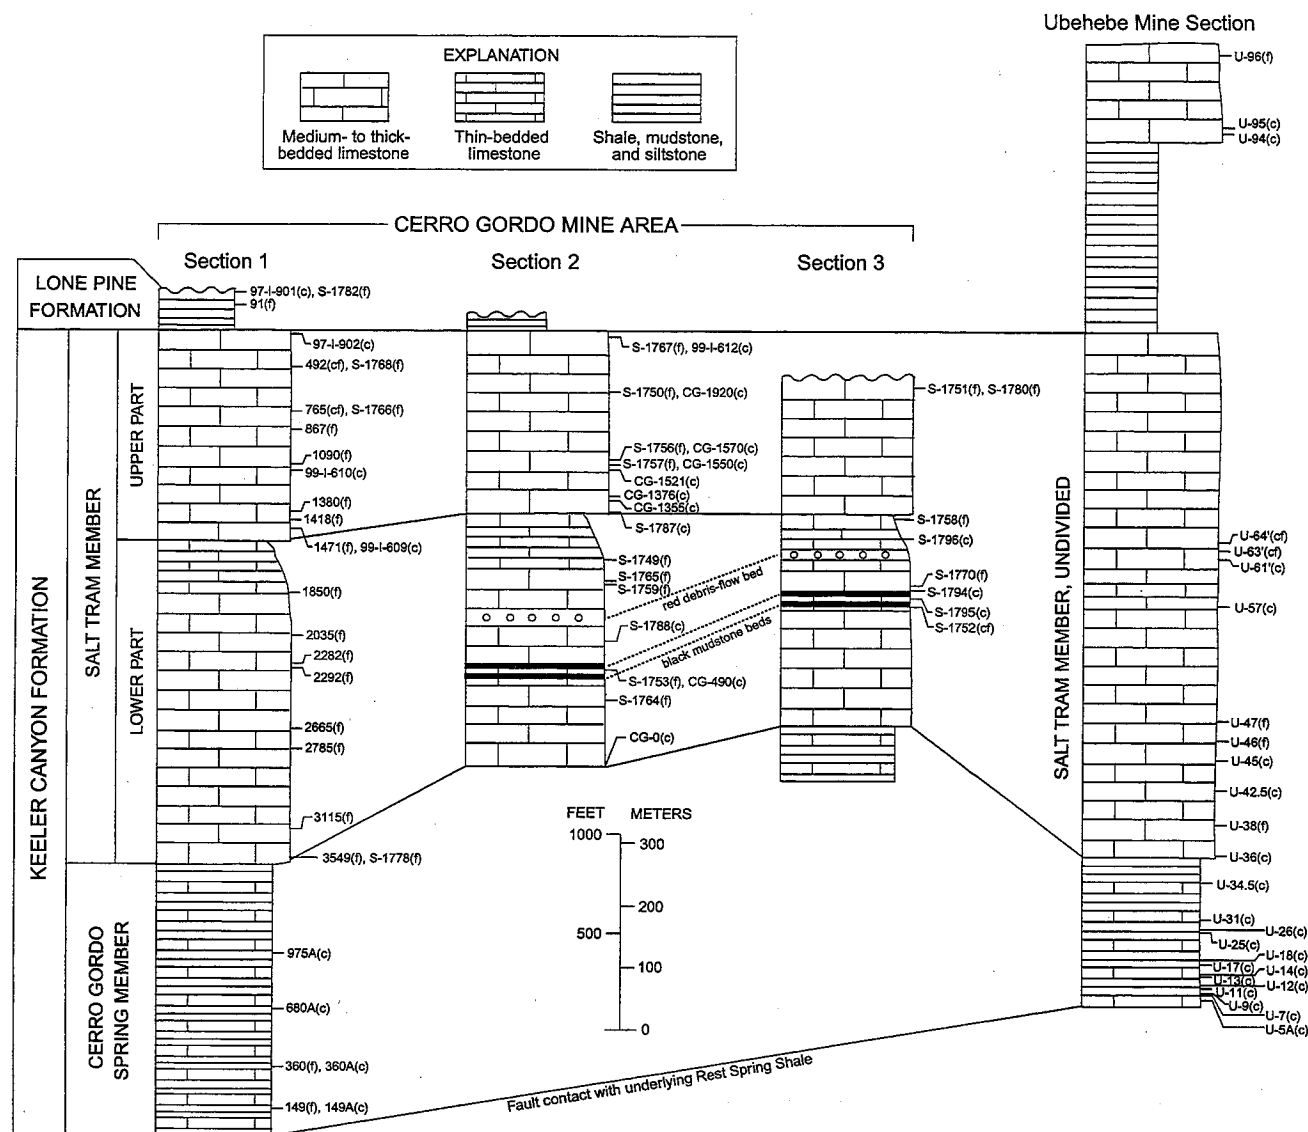 Ubehebe Mine Section
EXPLANATION
Medium- to thick-
bedded limestone
Thin-bedded
limestone
Shale, mudstone,
and siltstone
U-96(f)
U-95(c)
U-94(c)
CERRO GORDO MINE AREA
Section 1
Section 2
Section 3
LONE PINE
FORMATION
97-I-901(c), S-1782(f)
91(f)
KEELER CANYON FORMATION
SALT TRAM MEMBER
UPPER PART
LOWER PART
CERRO GORDO
SPRING MEMBER
97-I-902(c)
492(cf), S-1768(f)
765(cf), S-1766(f)
867(f)
1090(f)
99-I-610(c)
1380(f)
1418(f)
1471(f), 99-I-609(c)
1850(f)
2035(f)
2282(f)
2292(f)
2665(f)
2785(f)
3115(f)
3549(f), S-1778(f)
975A(c)
680A(c)
360(f), 360A(c)
149(f), 149A(c)
S-1767(f), 99-I-612(c)
S-1750(f), CG-1920(c)
S-1756(f), CG-1570(c)
S-1757(f), CG-1550(c)
CG-1521(c)
CG-1376(c)
CG-1355(c)
S-1787(c)
S-1749(f)
S-1765(f)
S-1759(f)
S-1788(c)
S-1753(f), CG-490(c)
S-1764(f)
CG-0(c)
red debris-flow bed
black mudstone beds
S-1751(f), S-1780(f)
S-1758(f)
S-1796(c)
S-1770(f)
S-1794(c)
S-1795(c)
S-1752(cf)
SALT TRAM MEMBER, UNDIVIDED
U-64'(cf)
U-63'(cf)
U-61'(c)
U-57(c)
U-47(f)
U-46(f)
U-45(c)
U-42.5(c)
U-38(f)
U-36(c)
U-34.5(c)
U-31(c)
U-26(c)
U-25(c)
U-18(c)
U-17(c)
U-14(c)
U-13(c)
U-12(c)
U-11(c)
U-9(c)
U-7(c)
U-5A(c)
FEET METERS
1000
300
200
500
100
0
Fault contact with underlying Rest Spring Shale